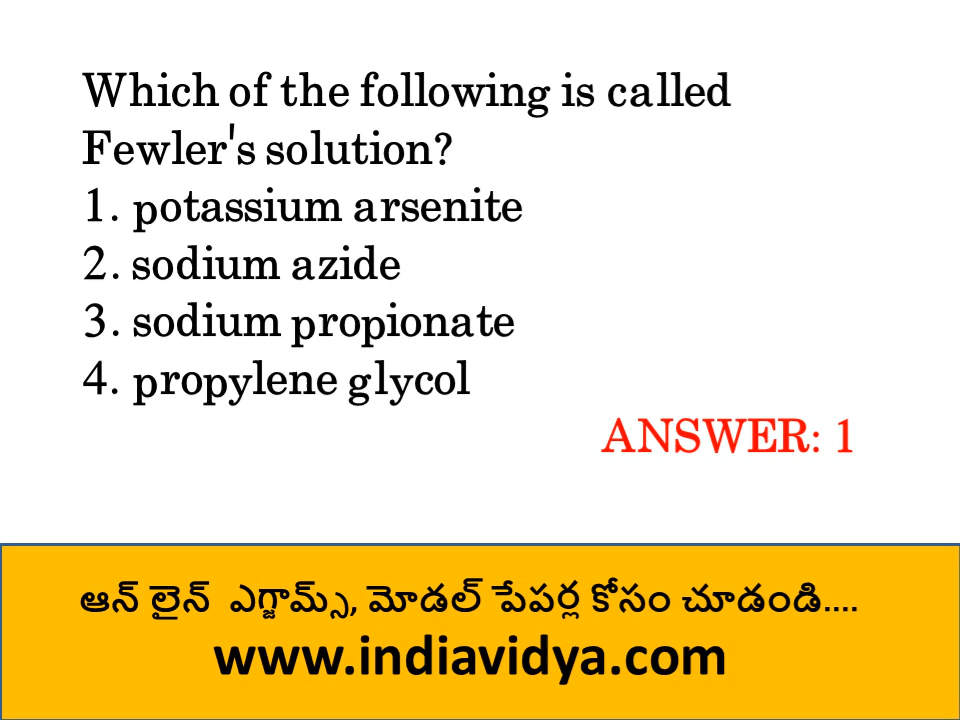 Which of the following is called
Fewler's solution?
1. potassium arsenite
2. sodium azide
3. sodium propionate
4. propylene glycol
ANSWER: 1
ఆన్ లైన్ ఎగ్జామ్స్, మోడల్ పేపర్ల కోసం చూడండి....
www.indiavidya.com